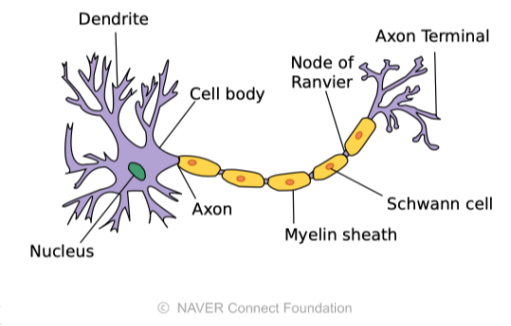 Dendrite
Axon Terminal
Node of
Ranvier
Cell body
Axon
Schwann cell
Myelin sheath
Nucleus
© NAVER Connect Foundation